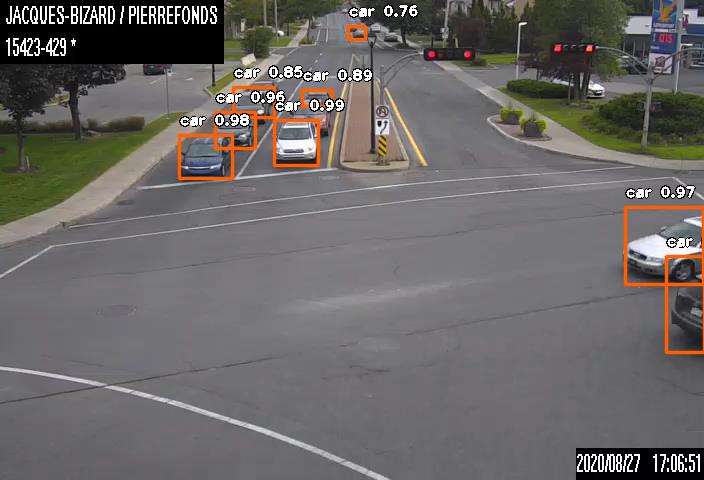 JACQUES-BIZARD / PIERREFONDS
15423-429 *
car 0.76
car 0.85
car 0.89
car 0.96
car 0.99
car 0.98
car 0.97
car
2020/08/27 17:06:51